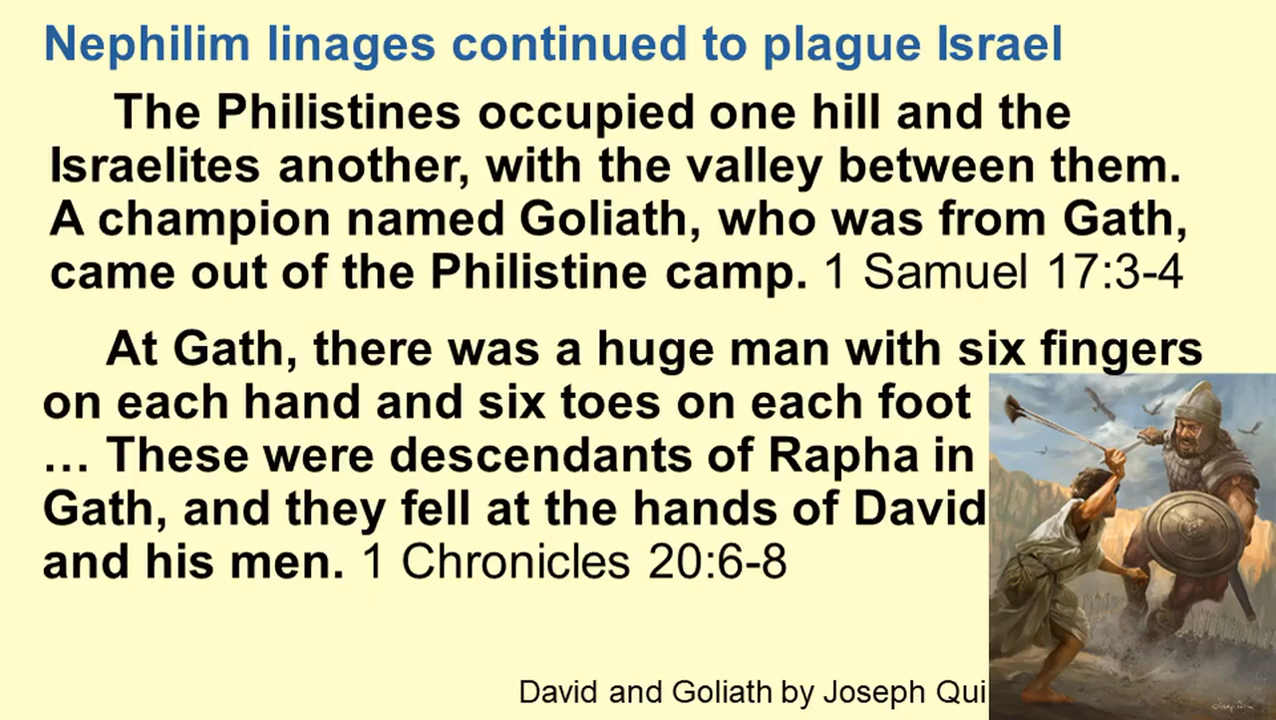 Nephilim linages continued to plague Israel
The Philistines occupied one hill and the
Israelites another, with the valley between them.
A champion named Goliath, who was from Gath,
came out of the Philistine camp. 1 Samuel 17:3-4
At Gath, there was a huge man with six fingers
on each hand and six toes on each foot
… These were descendants of Rapha in
Gath, and they fell at the hands of David
and his men. 1 Chronicles 20:6-8
David and Goliath by Joseph Qui